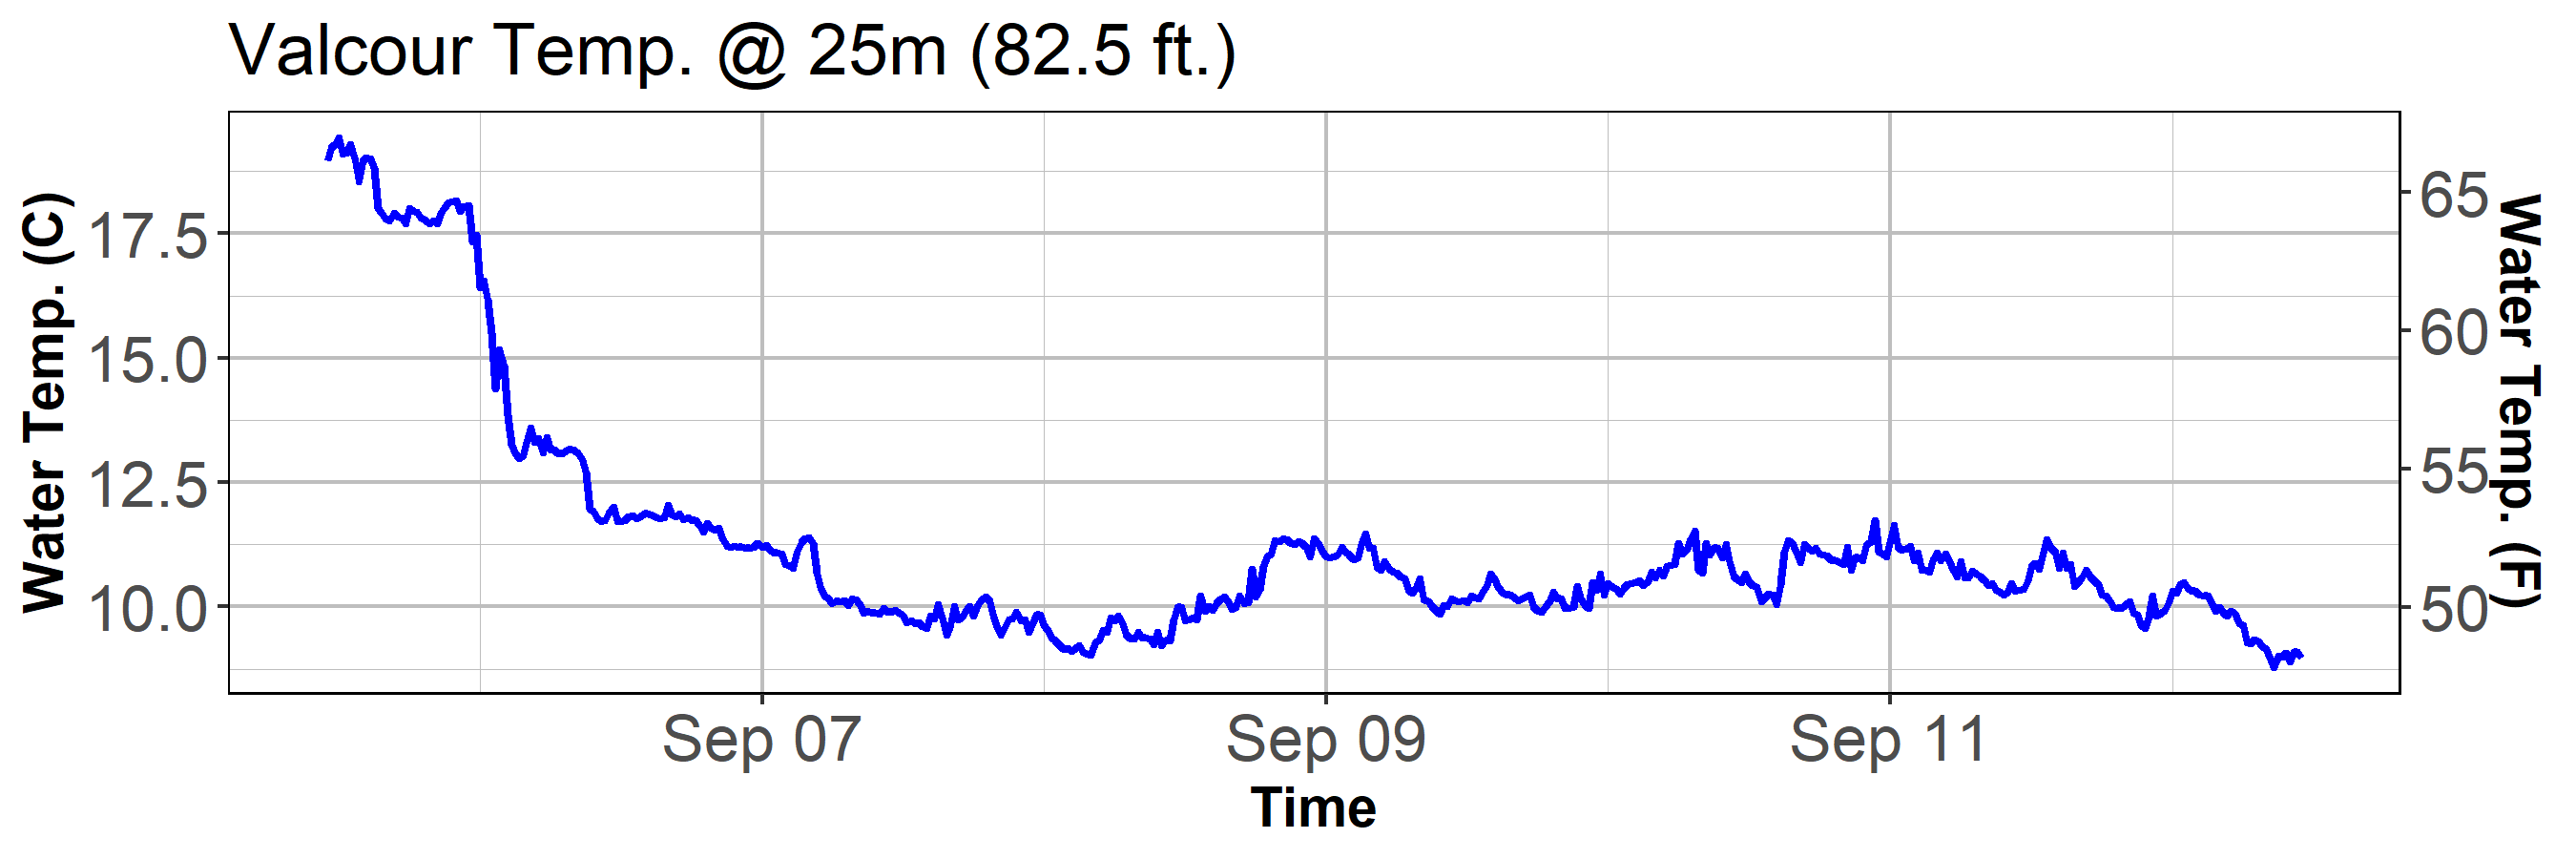 Valcour Temp. @ 25m (82.5 ft.)
Water Temp. (C)
17.5
15.0
12.5
10.0
65
60
55
50
Water Temp. (F)
Sep 07
Sep 09
Sep 11
Time